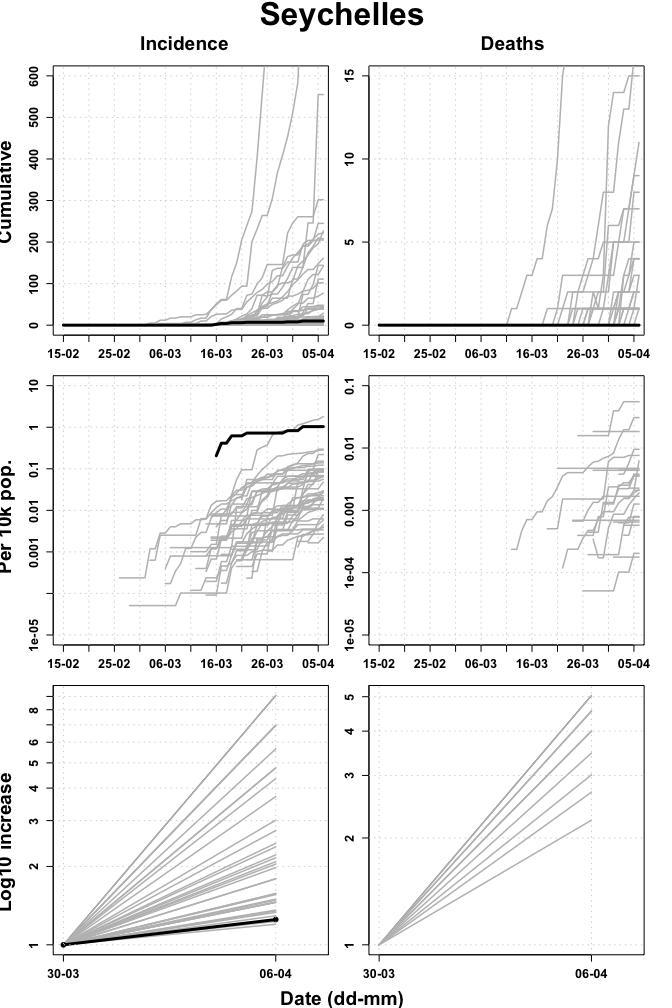 Seychelles
Incidence Deaths
Cumulative
600
500
400
300
200
100
0
15-02 25-02 06-03 16-03 26-03 05-04
15
10
5
0
15-02 25-02 06-03 16-03 26-03 05-04
Per 10k pop.
10
1
0.1
0.01
0.001
1e-05
15-02 25-02 06-03 16-03 26-03 05-04
0.1
0.01
0.001
1e-04
1e-05
15-02 25-02 06-03 16-03 26-03 05-04
Log10 increase
8
6
5
4
3
2
1
30-03 06-04
5
4
3
2
1
30-03 06-04
Date (dd-mm)